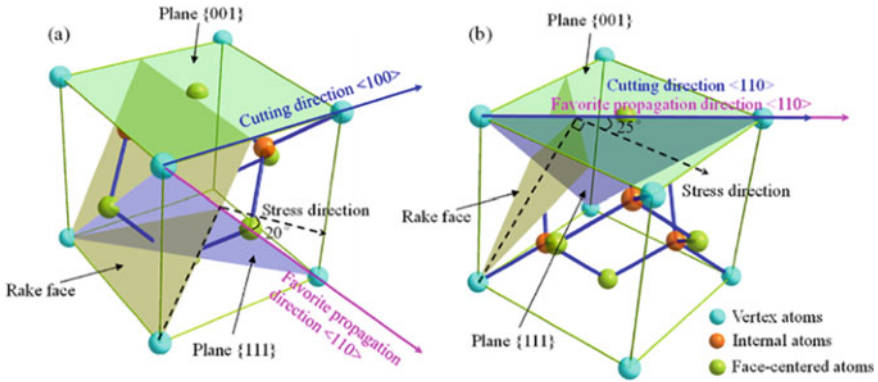 (a)
Plane {001}
Cutting direction <100>
Stress direction
20°
Rake face
Plane {111}
Favorite propagation
direction <110>
(b)
Plane {001}
Cutting direction <110>
Favorite propagation direction <110>
25°
Stress direction
Rake face
Plane {111}
Vertex atoms
Internal atoms
Face-centered atoms